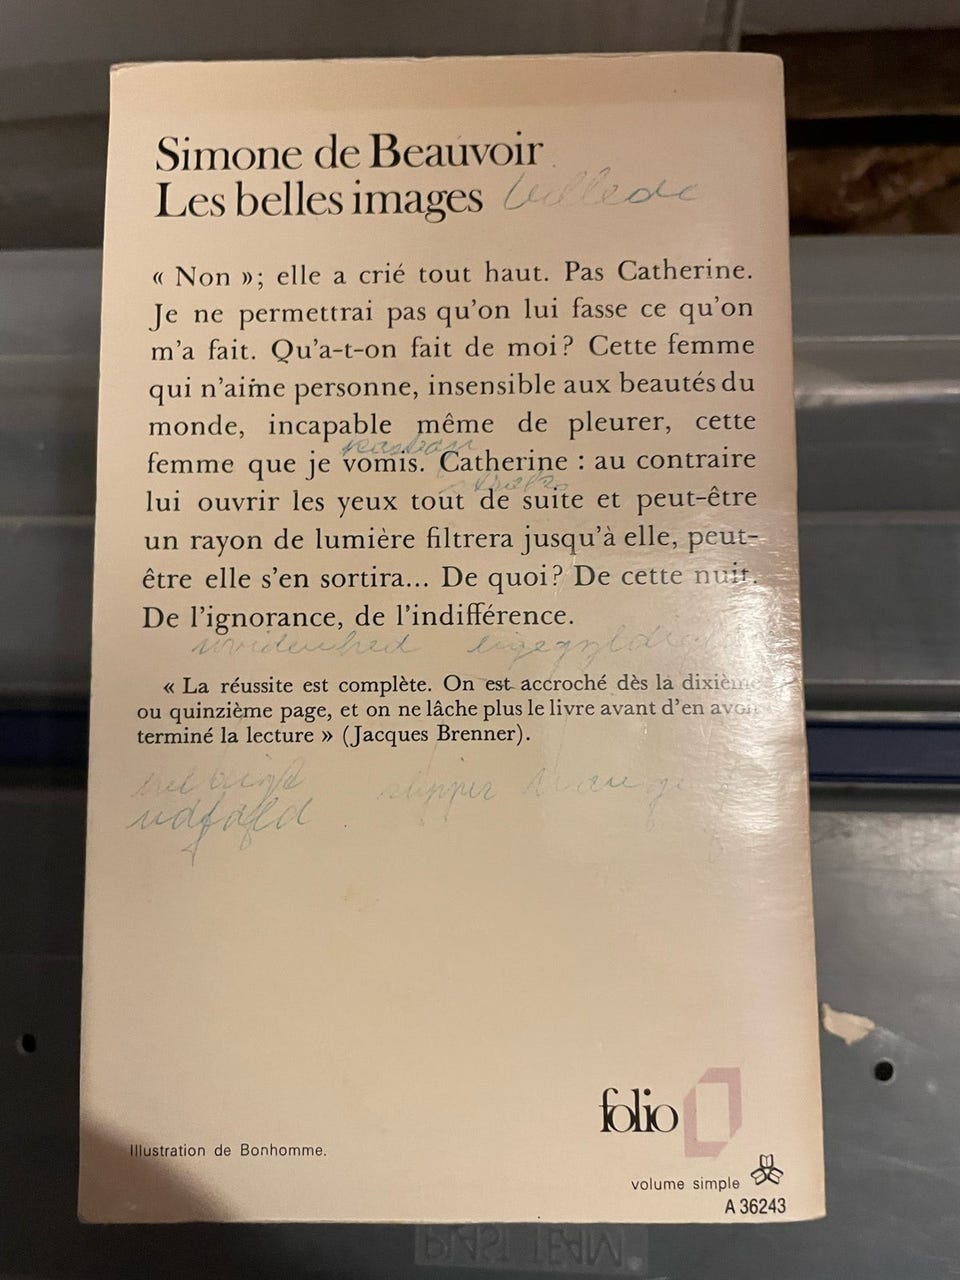 Simone de Beauvoir
Les belles images
« Non »; elle a crié tout haut. Pas Catherine.
Je ne permettrai pas qu'on lui fasse ce qu'on
m'a fait. Qu'a-t-on fait de moi? Cette femme
qui n'aime personne, insensible aux beautés du
monde, incapable même de pleurer, cette
femme que je vomis. Catherine : au contraire
lui ouvrir les yeux tout de suite et peut-être
un rayon de lumière filtrera jusqu'à elle, peut-
être elle s'en sortira... De quoi? De cette nuit.
De l'ignorance, de l'indifférence.
uvidenhed
« La réussite est complète. On est accroché dès la dixième
ou quinzième page, et on ne lâche plus le livre avant d'en avoir
terminé la lecture » (Jacques Brenner).
slipper
udfald
folio
Illustration de Bonhomme.
volume simple
A 36243
PLAST TEAM